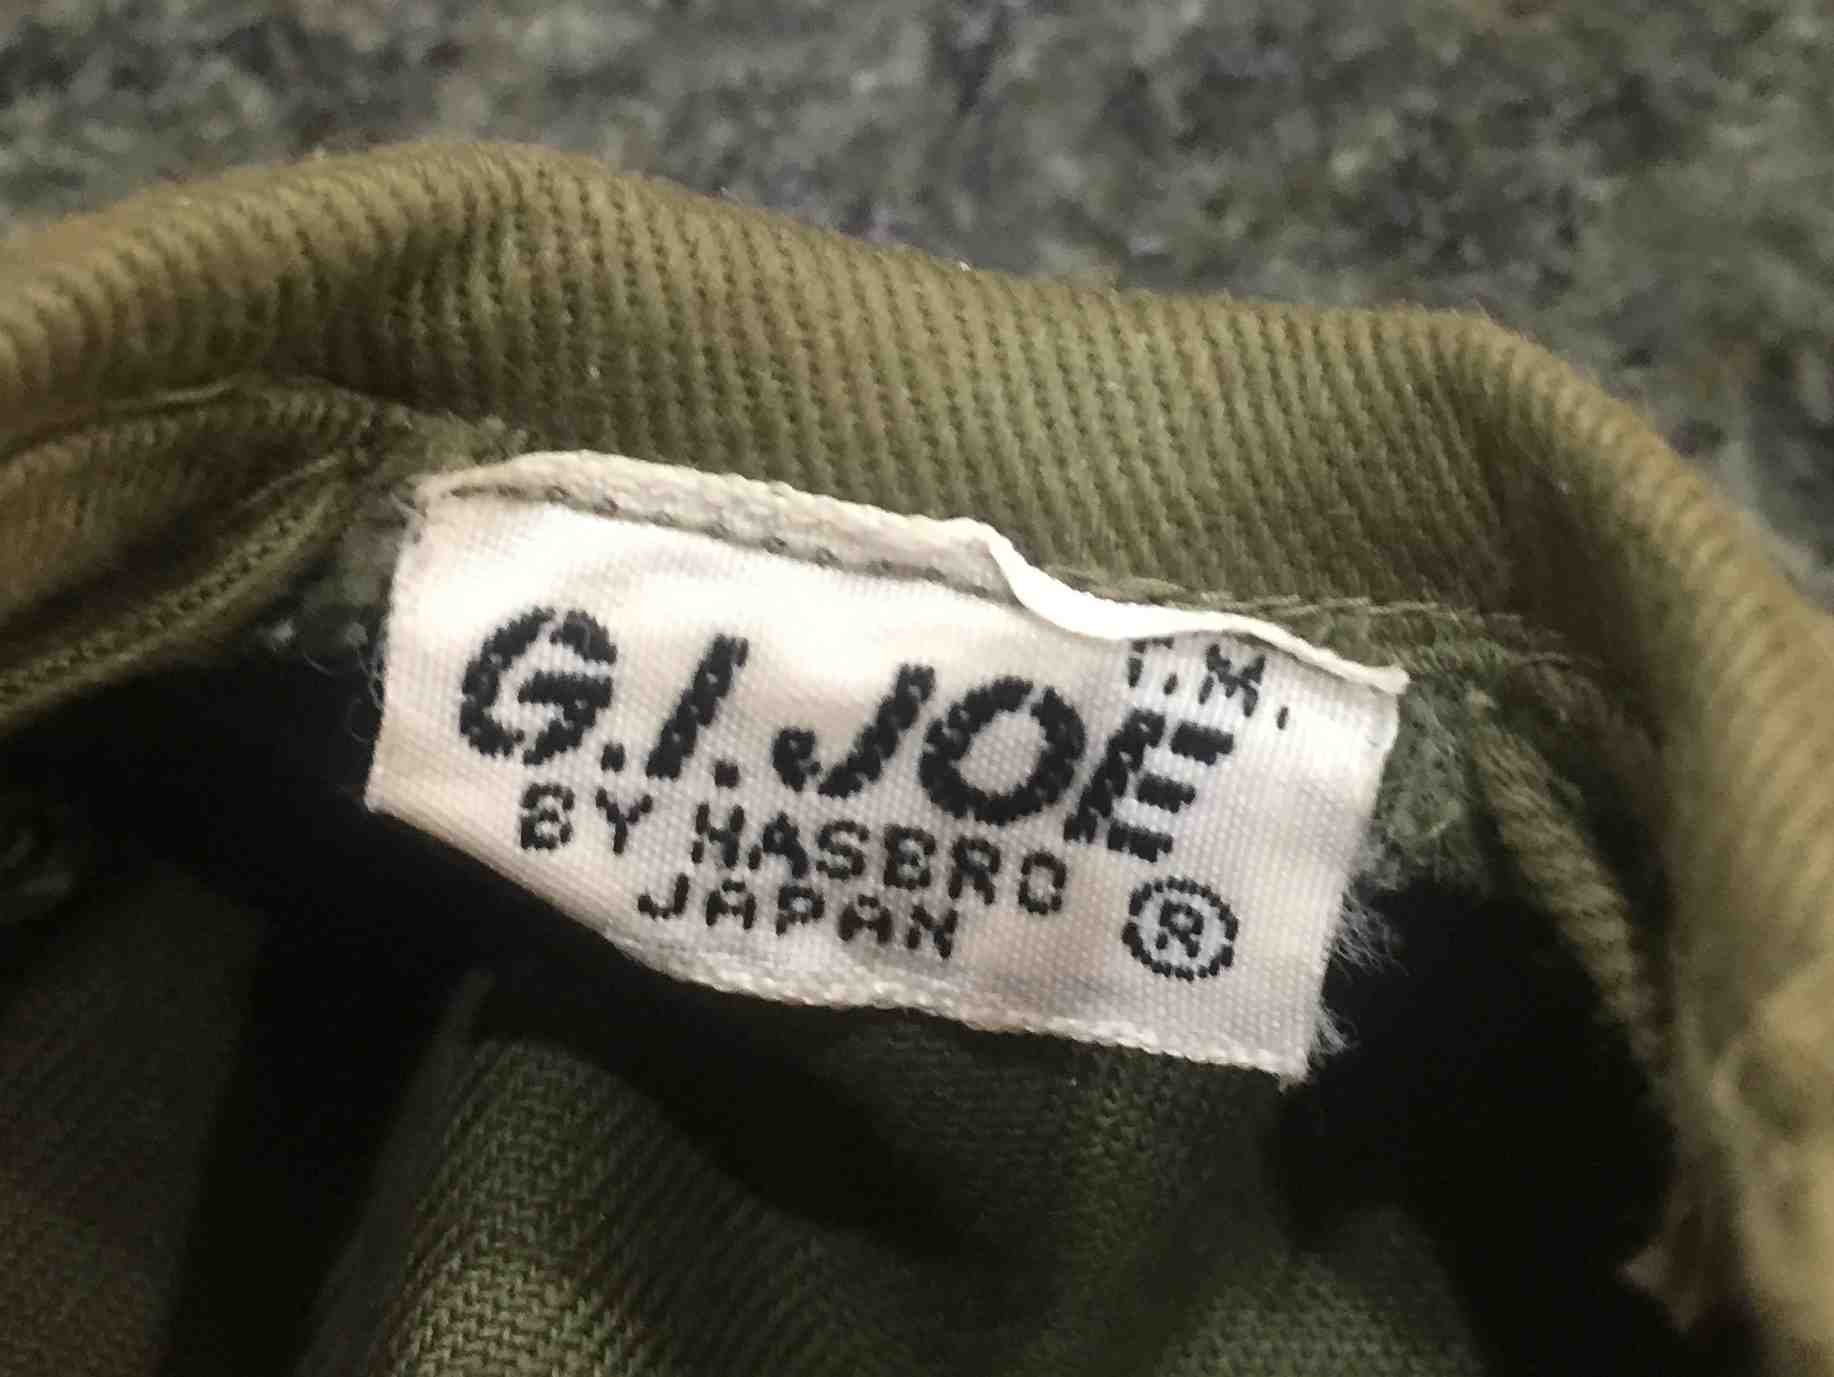 T.M.
G.I.JOE
BY HASBRO
JAPAN ®